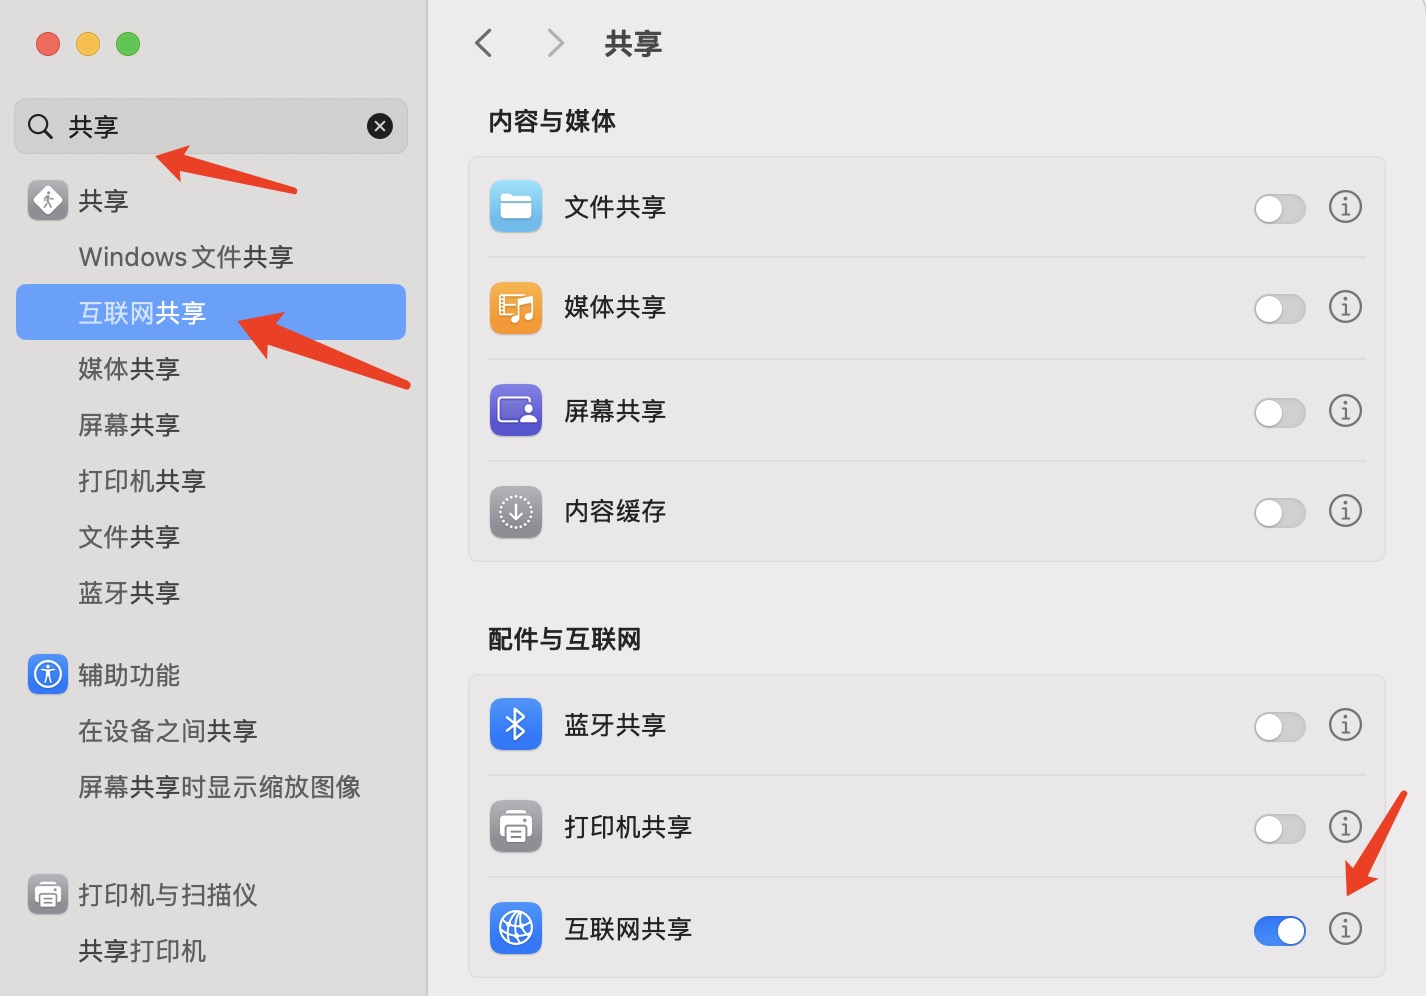 共享
共享
Windows 文件共享
互联网共享
媒体共享
屏幕共享
打印机共享
文件共享
蓝牙共享
辅助功能
在设备之间共享
屏幕共享时显示缩放图像
打印机与扫描仪
共享打印机
共享
内容与媒体
文件共享
媒体共享
屏幕共享
内容缓存
配件与互联网
蓝牙共享
打印机共享
互联网共享